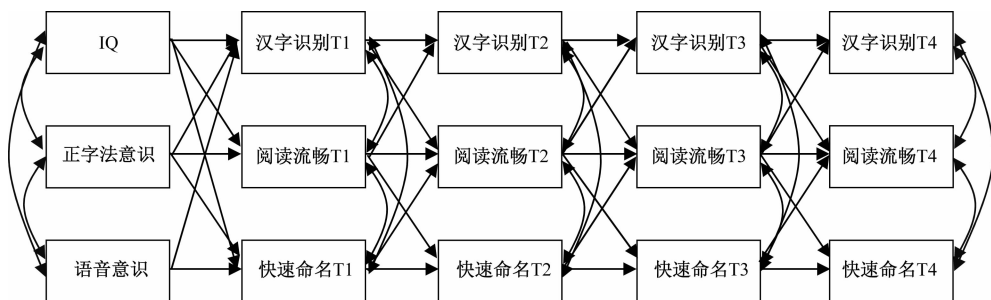 IQ
汉字识别T1
汉字识别T2
汉字识别T3
汉字识别T4
正字法意识
阅读流畅T1
阅读流畅T2
阅读流畅T3
阅读流畅T4
语音意识
快速命名T1
快速命名T2
快速命名T3
快速命名T4